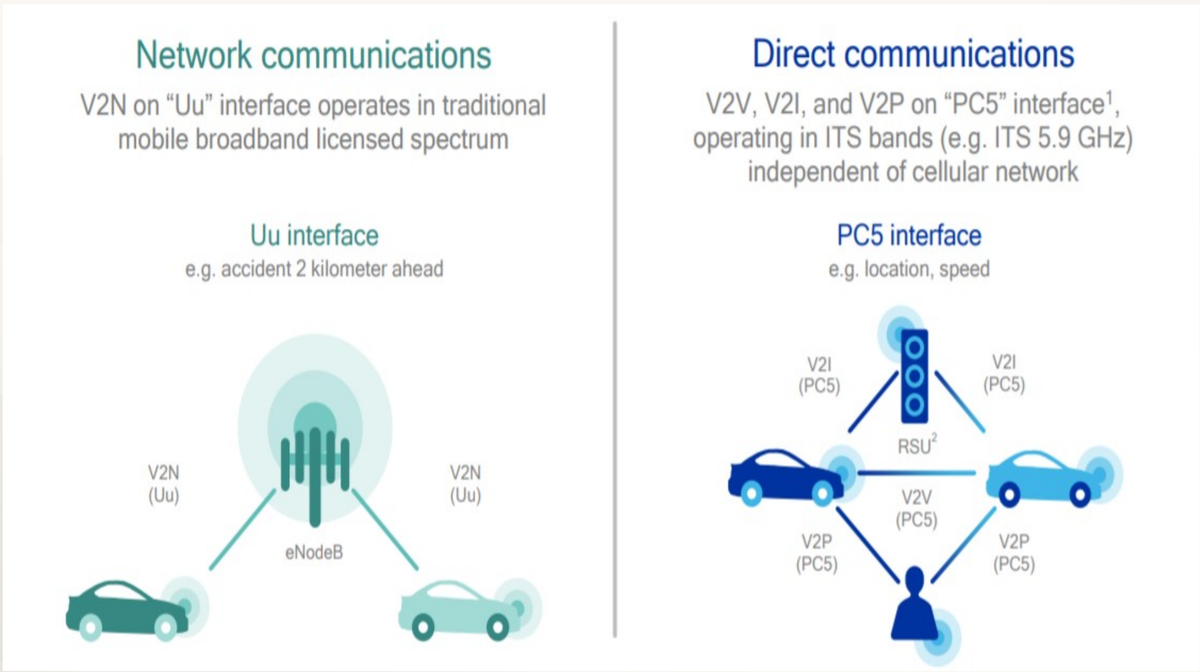 Network communications
V2N on “Uu” interface operates in traditional
mobile broadband licensed spectrum
Uu interface
e.g. accident 2 kilometer ahead
V2N
(Uu)
V2N
(Uu)
eNodeB
Direct communications
V2V, V2I, and V2P on “PC5” interface¹,
operating in ITS bands (e.g. ITS 5.9 GHz)
independent of cellular network
PC5 interface
e.g. location, speed
V2I
(PC5)
V2I
(PC5)
RSU²
V2V
(PC5)
V2P
(PC5)
V2P
(PC5)